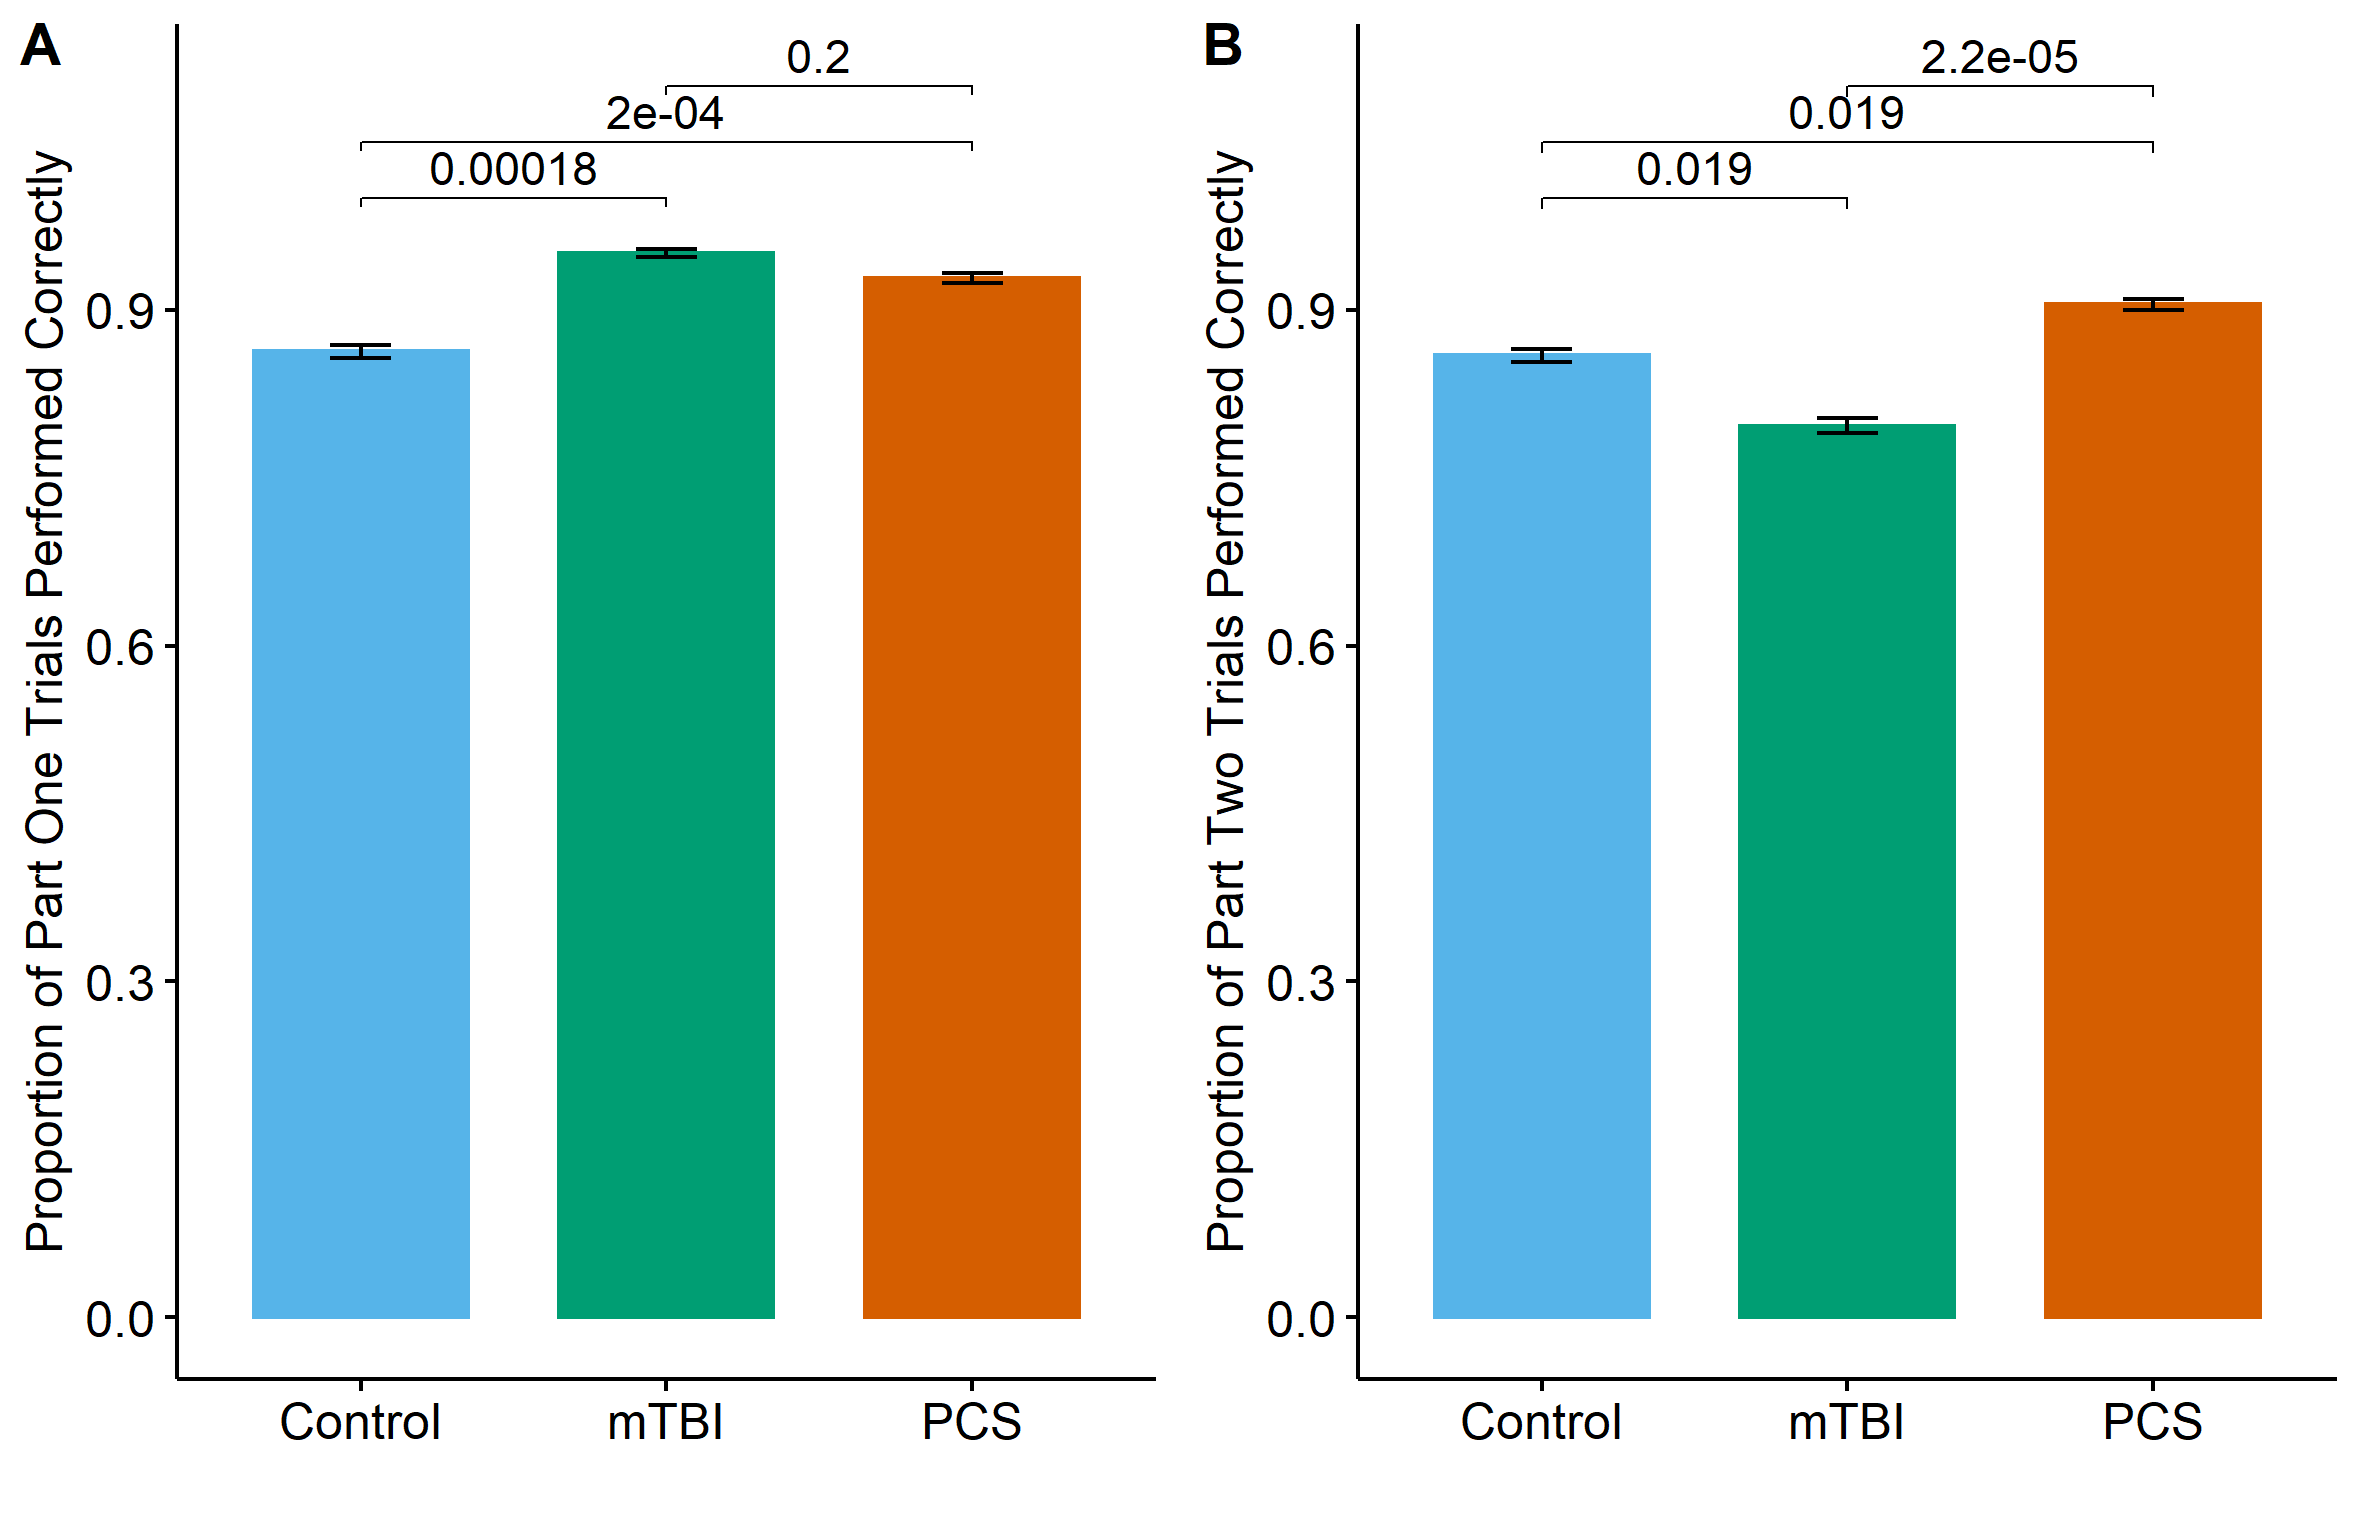 A
Proportion of Part One Trials Performed Correctly
0.2
2e-04
0.00018
0.9
0.6
0.3
0.0
Control mTBI PCS
B
Proportion of Part Two Trials Performed Correctly
2.2e-05
0.019
0.019
0.9
0.6
0.3
0.0
Control mTBI PCS